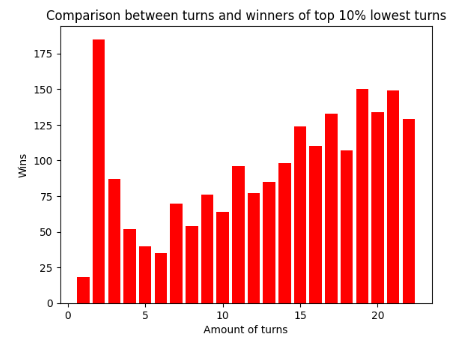 Comparison between turns and winners of top 10% lowest turns
175
150
125
100
75
50
25
0
Wins
0 5 10 15 20
Amount of turns